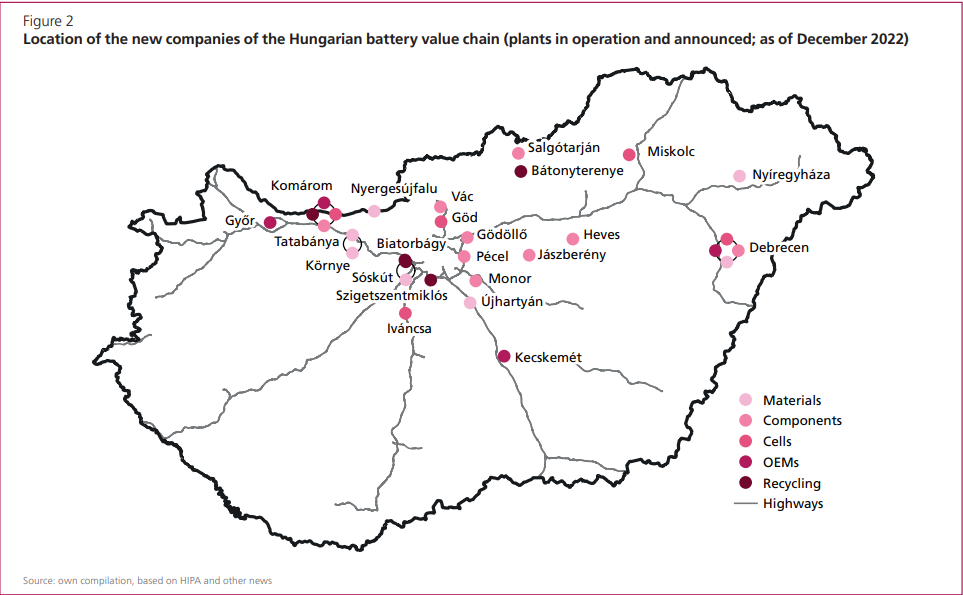 Figure 2
Location of the new companies of the Hungarian battery value chain (plants in operation and announced; as of December 2022)
Salgótarján
Miskolc
Bátonyterenye
Nyíregyháza
Komárom
Nyergesújfalu
Vác
Győr
Göd
Tatabánya
Biatorbágy
Gödöllő
Heves
Debrecen
Környe
Pécel
Jászberény
Sóskút
Monor
Szigetszentmiklós
Újhartyán
Iváncsa
Kecskemét
Materials
Components
Cells
OEMs
Recycling
Highways
Source: own compilation, based on HIPA and other news